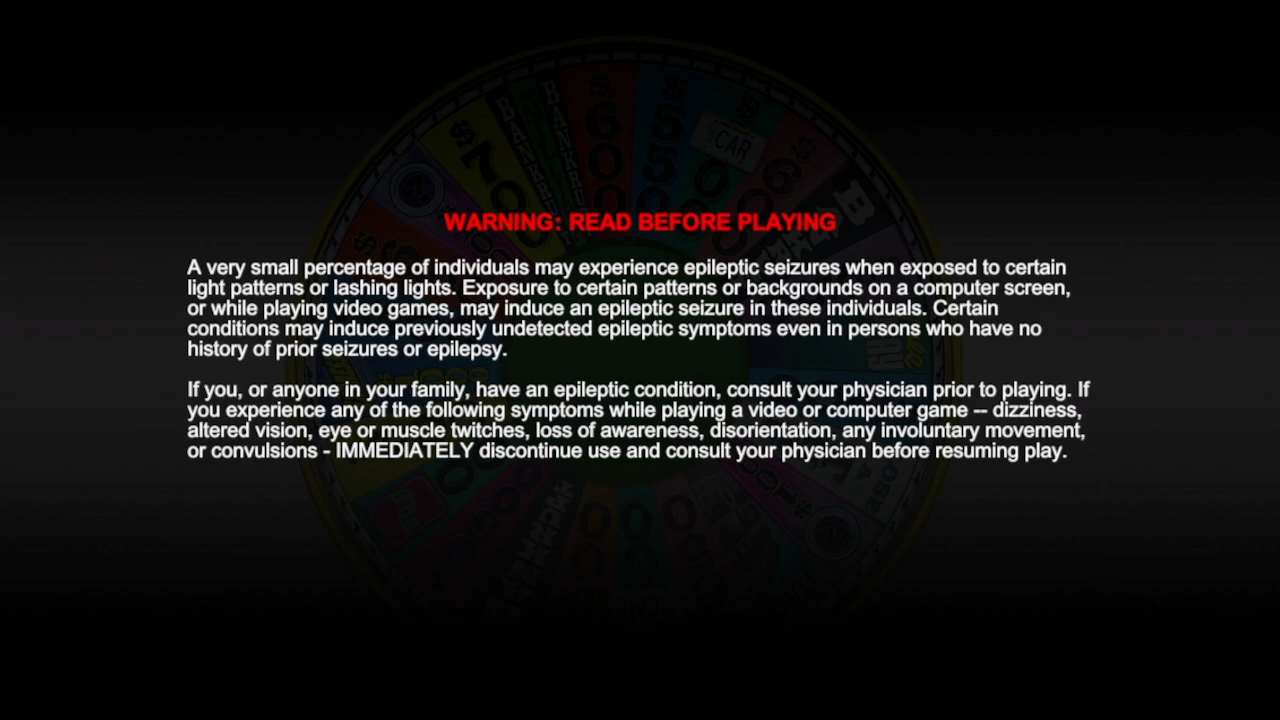 WARNING: READ BEFORE PLAYING
A very small percentage of individuals may experience epileptic seizures when exposed to certain
light patterns or lashing lights. Exposure to certain patterns or backgrounds on a computer screen,
or while playing video games, may induce an epileptic seizure in these individuals. Certain
conditions may induce previously undetected epileptic symptoms even in persons who have no
history of prior seizures or epilepsy.
If you, or anyone in your family, have an epileptic condition, consult your physician prior to playing. If
you experience any of the following symptoms while playing a video or computer game -- dizziness,
altered vision, eye or muscle twitches, loss of awareness, disorientation, any involuntary movement,
or convulsions - IMMEDIATELY discontinue use and consult your physician before resuming play.
$700
BANKRUPT
$600
$550
CAR